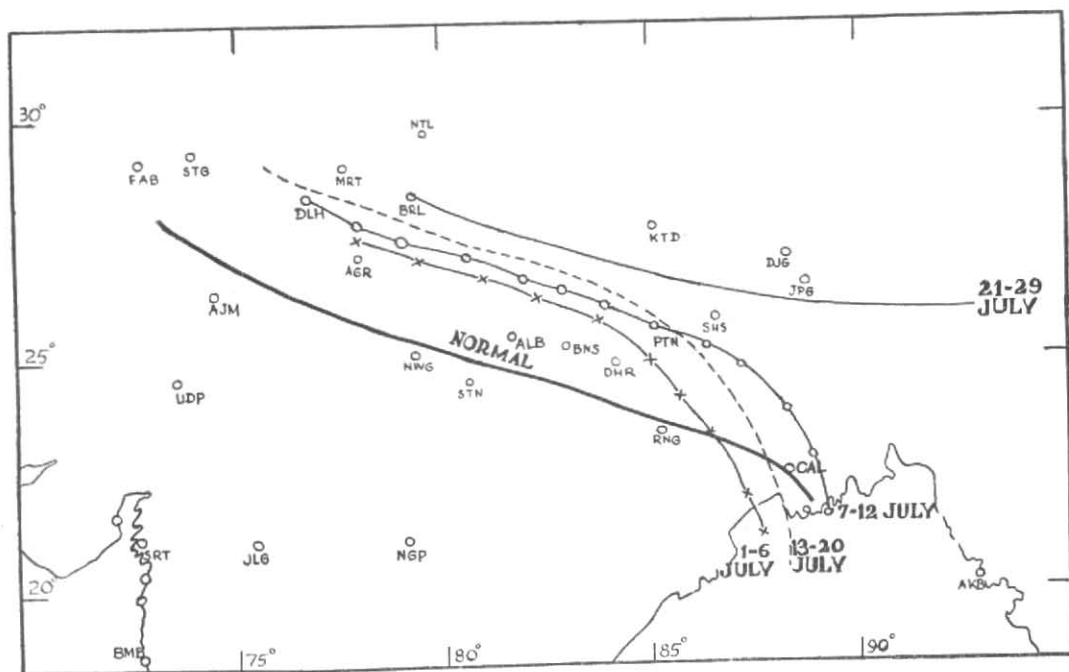 30°
NTL
FAB
STG
MRT
DLH
BRL
KTD
DJG
JPG
21-29
JULY
AGR
AJM
NORMAL
ALB
BNS
PTN
SHS
25°
NWG
STN
DHR
UDP
RNG
CAL
7-12 JULY
1-6
JULY
13-20
JULY
SRT
JLG
NGP
AKB
20°
BMB
75°
80°
85°
90°